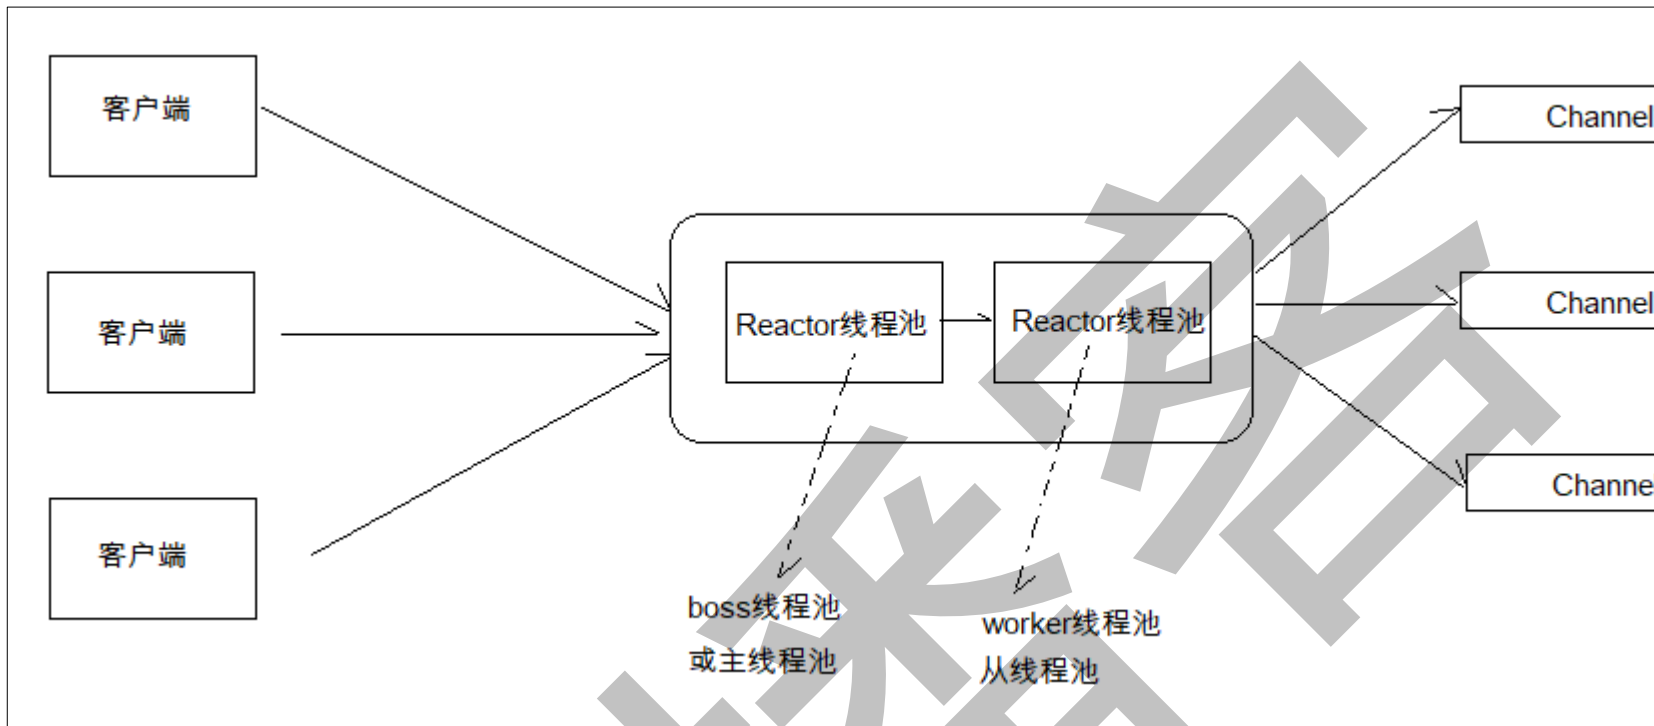 客户端
Channel
客户端
Reactor线程池
Reactor线程池
Channel
客户端
Channe
boss线程池
或主线程池
worker线程池
从线程池